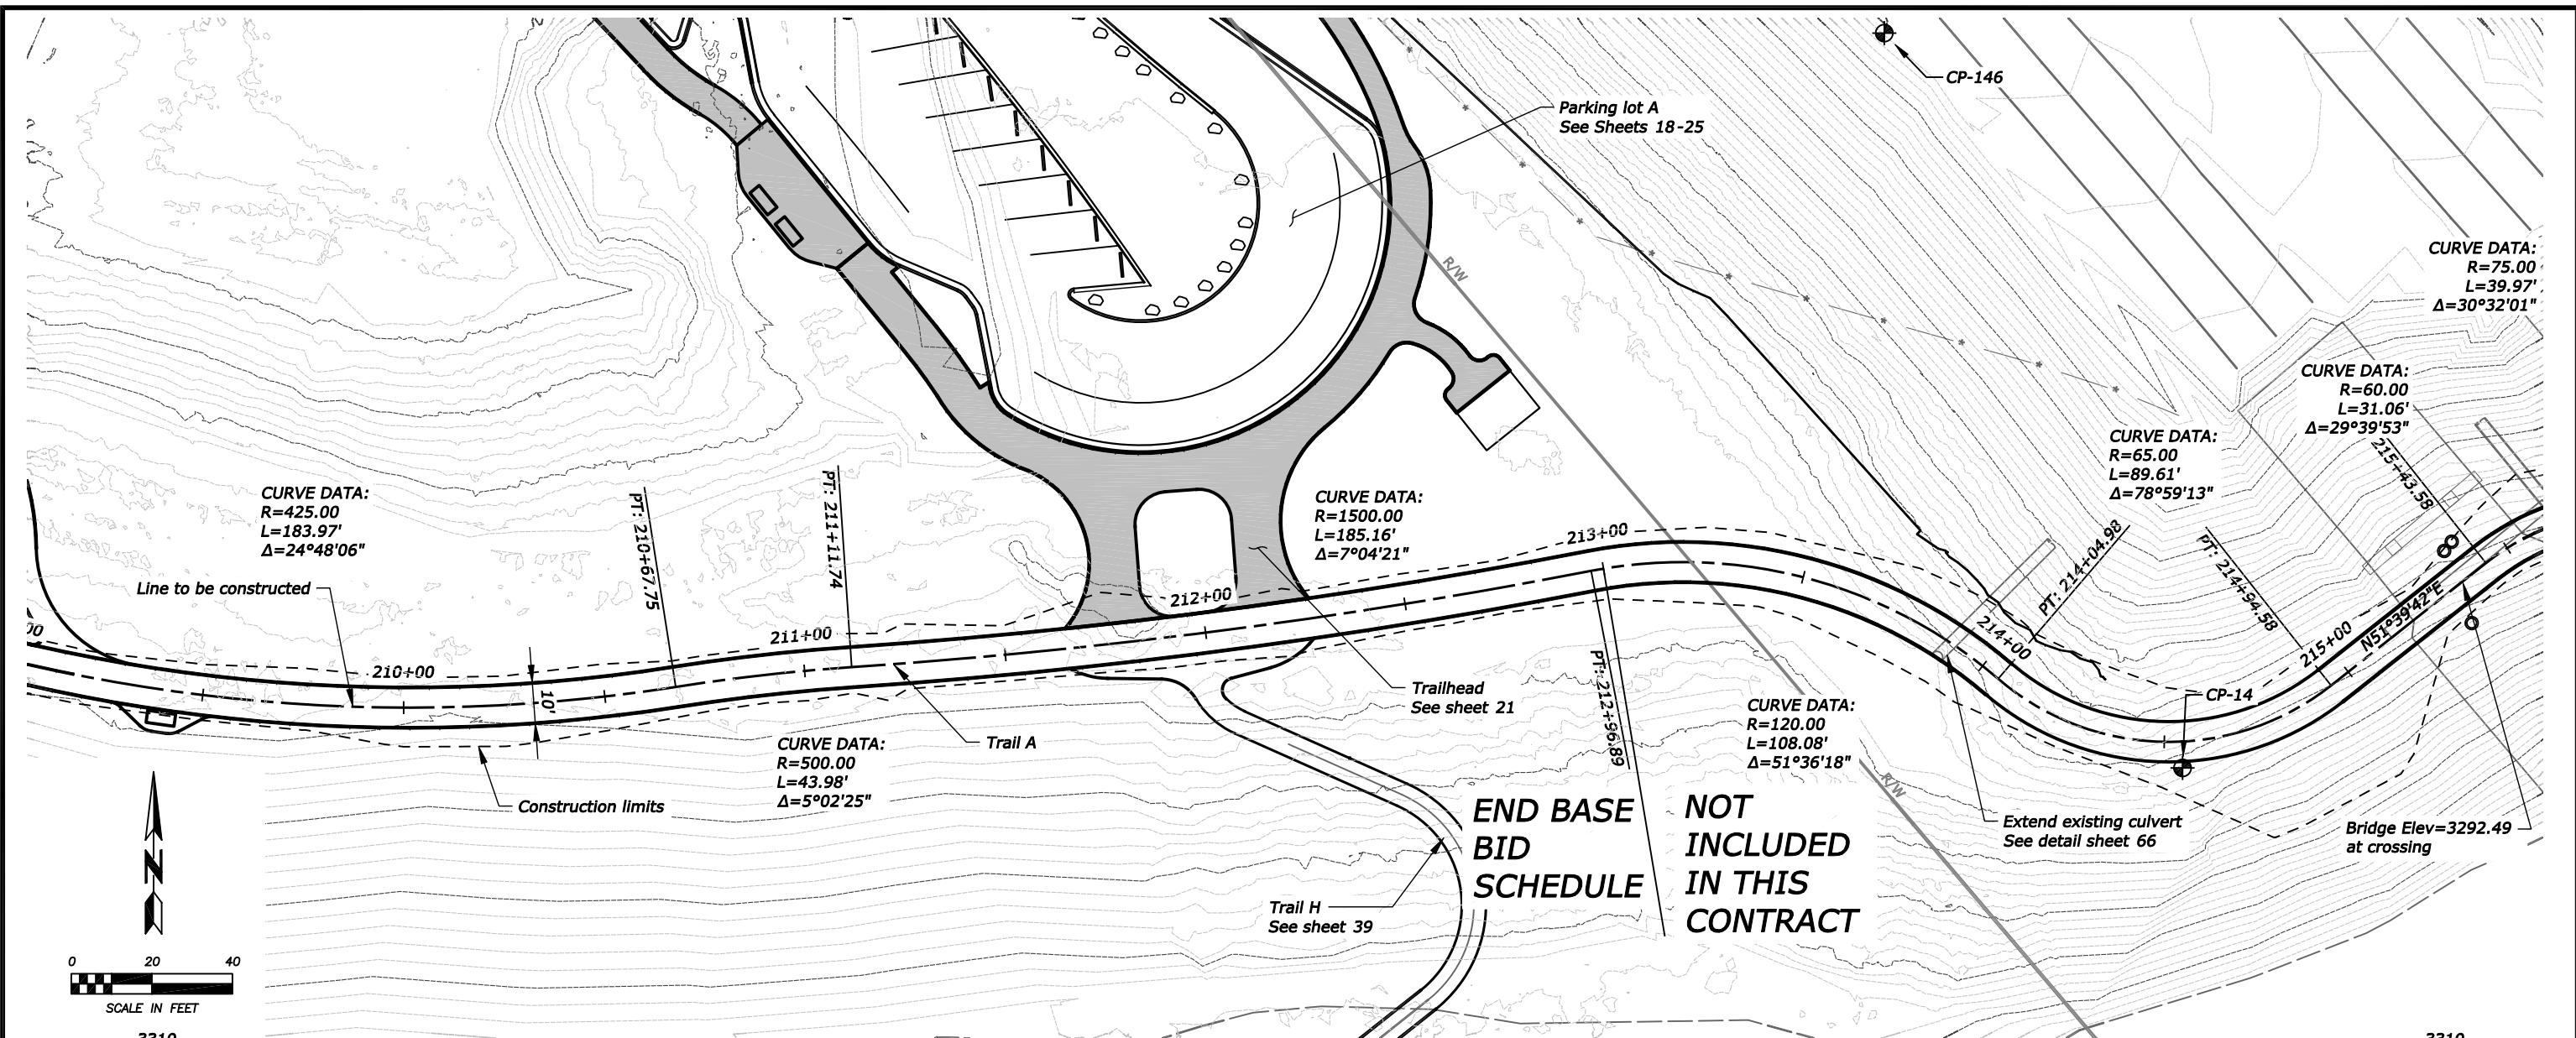 CP-146
Parking lot A
See Sheets 18-25
R/W
CURVE DATA:
R=75.00
L=39.97'
Δ=30°32'01"
CURVE DATA:
R=60.00
L=31.06'
Δ=29°39'53"
215+43.58
CURVE DATA:
R=65.00
L=89.61'
Δ=78°59'13"
CURVE DATA:
R=425.00
L=183.97'
Δ=24°48'06"
PT: 210+67.75
PT: 211+11.74
CURVE DATA:
R=1500.00
L=185.16'
Δ=7°04'21"
213+00
PT: 214+04.98
PT: 214+94.58
Line to be constructed
212+00
00
211+00
214+00
215+00
N51°39'42"E
210+00
10'
Trailhead
See sheet 21
PT: 212+96.89
CP-14
CURVE DATA:
R=120.00
L=108.08'
Δ=51°36'18"
CURVE DATA:
R=500.00
L=43.98'
Δ=5°02'25"
Trail A
R/W
Construction limits
END BASE
BID
SCHEDULE
NOT
INCLUDED
IN THIS
CONTRACT
Extend existing culvert
See detail sheet 66
Bridge Elev=3292.49
at crossing
N
Trail H
See sheet 39
0 20 40
SCALE IN FEET
3310
3310